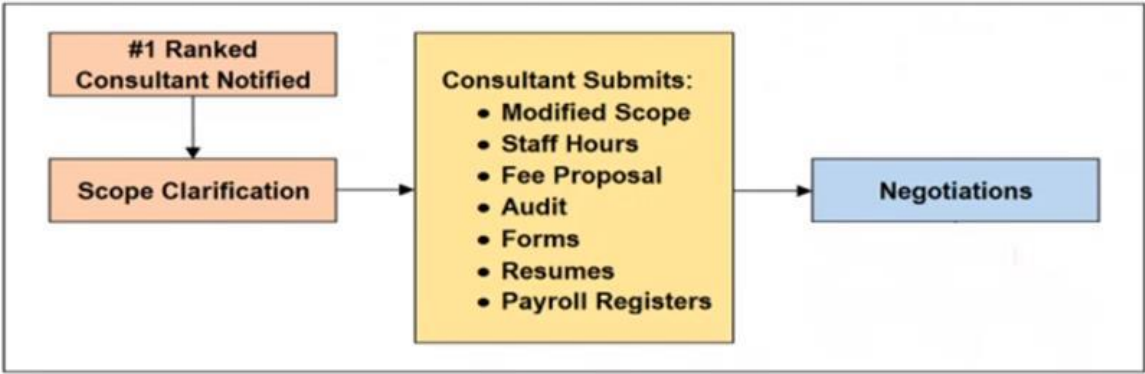 #1 Ranked
Consultant Notified
Scope Clarification
Consultant Submits:
• Modified Scope
• Staff Hours
• Fee Proposal
• Audit
• Forms
• Resumes
• Payroll Registers
Negotiations